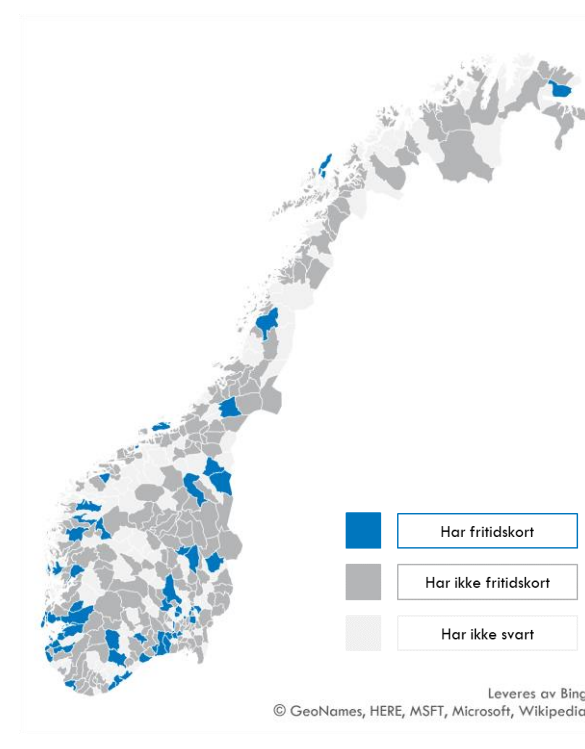 Har fritidskort
Har ikke fritidskort
Har ikke svart
Leveres av Bing
© GeoNames, HERE, MSFT, Microsoft, Wikipedia